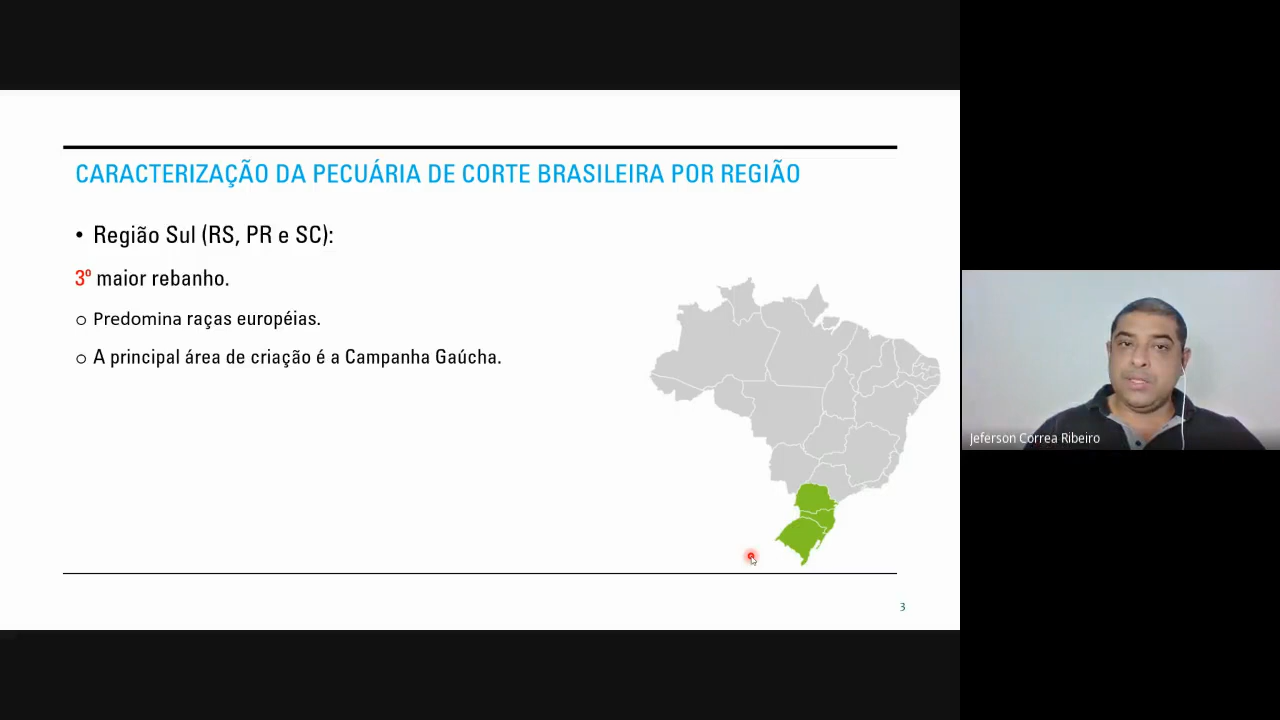 CARACTERIZAÇÃO DA PECUÁRIA DE CORTE BRASILEIRA POR REGIÃO
• Região Sul (RS, PR e SC):
3º maior rebanho.
o Predomina raças européias.
o A principal área de criação é a Campanha Gaúcha.
3
Jeferson Correa Ribeiro